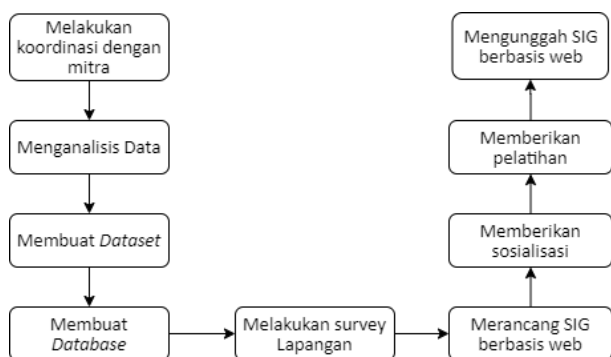 Melakukan
koordinasi dengan
mitra
Menganalisis Data
Membuat Dataset
Membuat
Database
Melakukan survey
Lapangan
Merancang SIG
berbasis web
Memberikan
sosialisasi
Memberikan
pelatihan
Mengunggah SIG
berbasis web